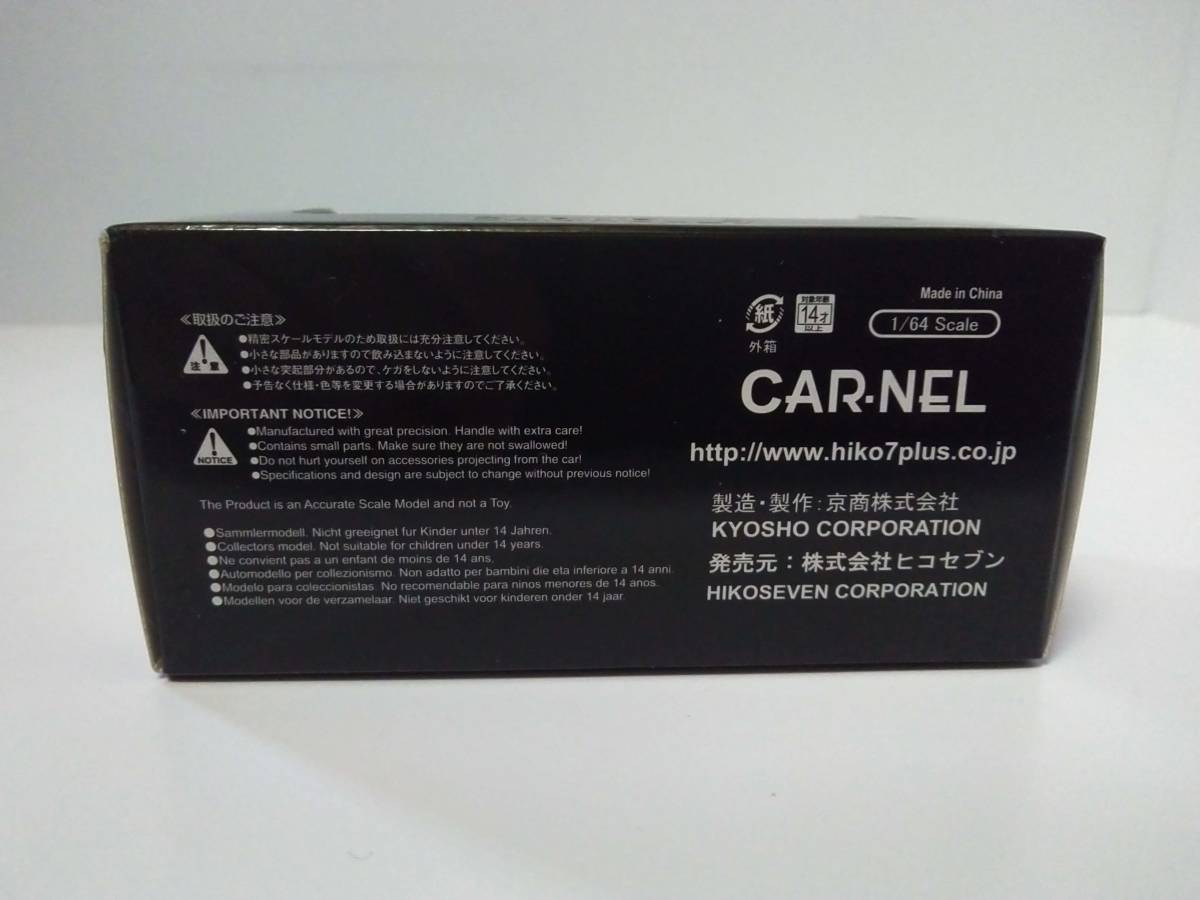 ≪取扱のご注意≫
注意
●精密スケールモデルのため取扱には充分注意してください。
●小さな部品がありますので飲み込まないように注意してください。
●小さな突起部分があるので、ケガをしないように注意してください。
●予告なく仕様・色等を変更する場合がありますのでご了承ください。
≪IMPORTANT NOTICE!≫
NOTICE
●Manufactured with great precision. Handle with extra care!
●Contains small parts. Make sure they are not swallowed!
●Do not hurt yourself on accessories projecting from the car!
●Specifications and design are subject to change without previous notice!
The Product is an Accurate Scale Model and not a Toy.
●Sammlermodell. Nicht greeignet fur Kinder unter 14 Jahren.
●Collectors model. Not suitable for children under 14 years.
●Ne convient pas a un enfant de moins de 14 ans.
●Automodello per collezionismo. Non adatto per bambini die eta inferiore a 14 anni.
●Modelo para coleccionistas. No recomendable para ninos menores de 14 anos.
●Modellen voor de verzamelaar. Niet geschikt voor kinderen onder 14 jaar.
紙
外箱
対象年齢
14才
以上
Made in China
1/64 Scale
CAR·NEL
http://www.hiko7plus.co.jp
製造・製作：京商株式会社
KYOSHO CORPORATION
発売元：株式会社ヒコセブン
HIKOSEVEN CORPORATION